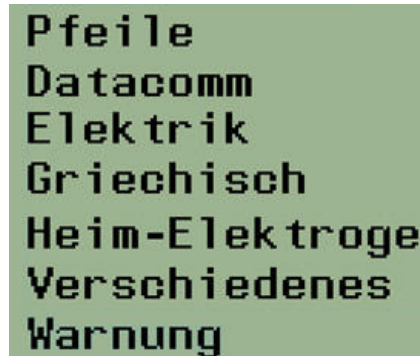 Pfeile
Datacomm
Elektrik
Griechisch
Heim-Elektroge
Verschiedenes
Warnung